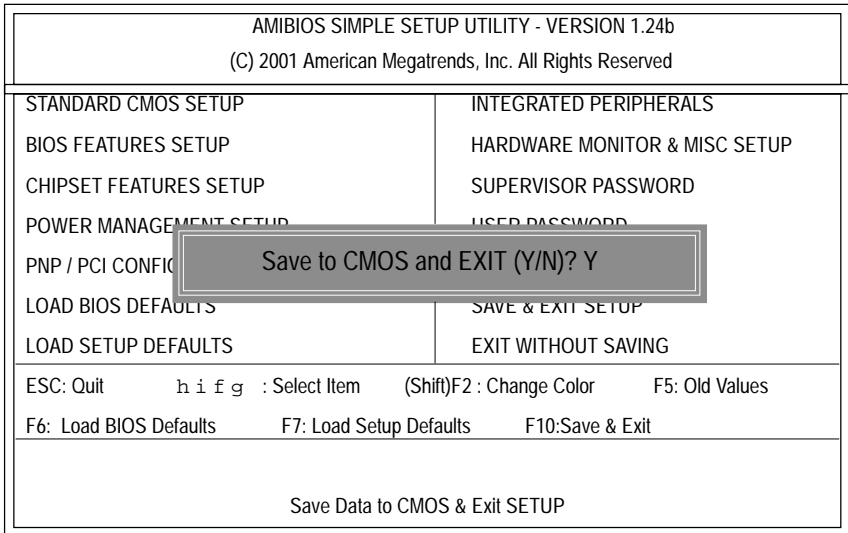 AMIBIOS SIMPLE SETUP UTILITY - VERSION 1.24b
(C) 2001 American Megatrends, Inc. All Rights Reserved
STANDARD CMOS SETUP
BIOS FEATURES SETUP
CHIPSET FEATURES SETUP
POWER MANAGEMENT SETUP
PNP / PCI CONFIG
LOAD BIOS DEFAULTS
LOAD SETUP DEFAULTS
INTEGRATED PERIPHERALS
HARDWARE MONITOR & MISC SETUP
SUPERVISOR PASSWORD
USER PASSWORD
SAVE & EXIT SETUP
EXIT WITHOUT SAVING
Save to CMOS and EXIT (Y/N)? Y
ESC: Quit h i f g : Select Item (Shift)F2 : Change Color F5: Old Values
F6: Load BIOS Defaults F7: Load Setup Defaults F10:Save & Exit
Save Data to CMOS & Exit SETUP